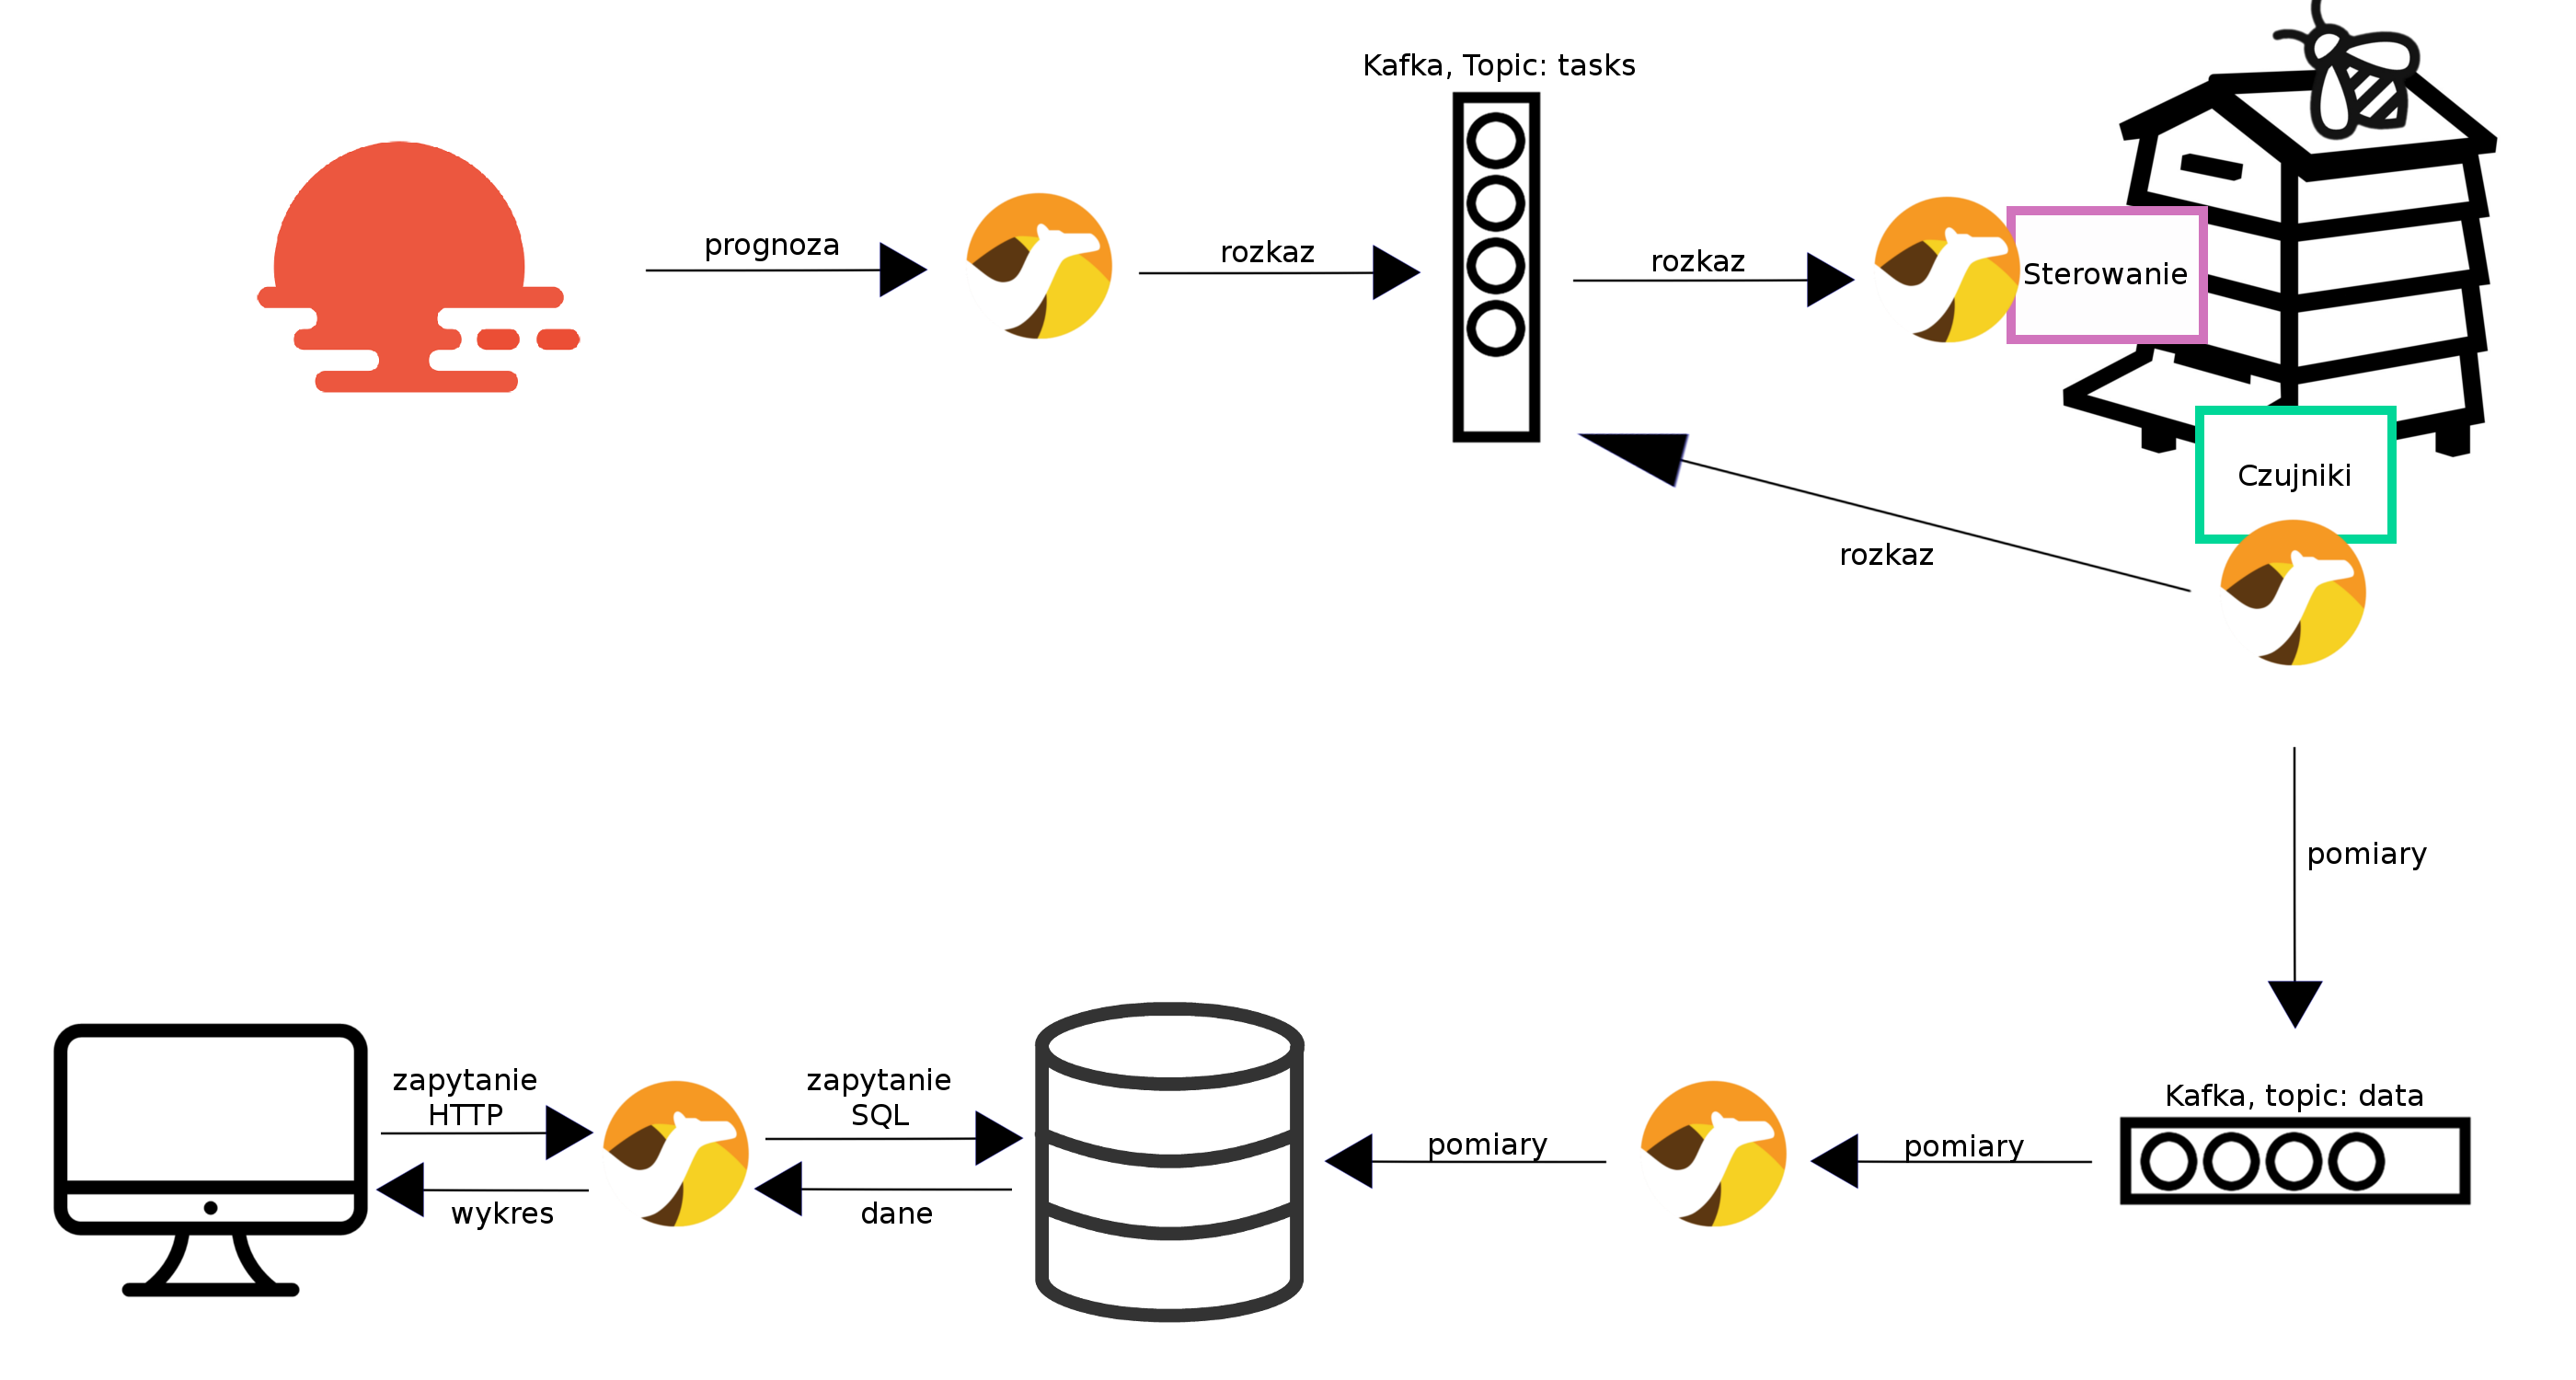 Kafka, Topic: tasks
prognoza
rozkaz
rozkaz
Sterowanie
Czujniki
rozkaz
pomiary
zapytanie
HTTP
wykres
zapytanie
SQL
dane
pomiary
pomiary
Kafka, topic: data